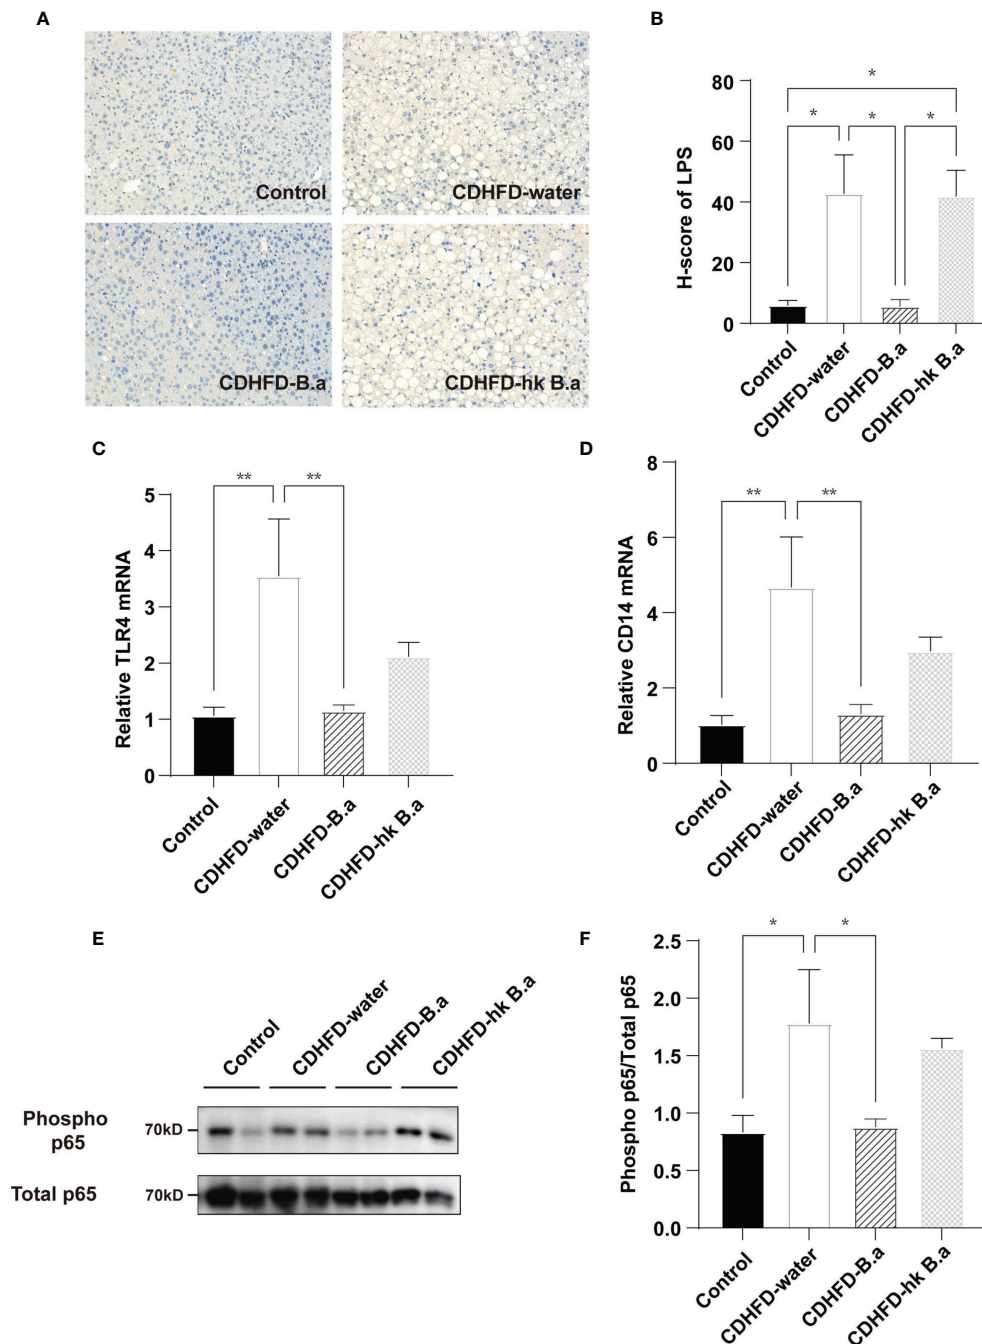 A
Control
CDHFD-water
CDHFD-B.a
CDHFD-hk B.a
B
H-score of LPS
80
60
40
20
0
*
*
*
*
Control
CDHFD-water
CDHFD-B.a
CDHFD-hk B.a
C
Relative TLR4 mRNA
5
4
3
2
1
0
**
**
Control
CDHFD-water
CDHFD-B.a
CDHFD-hk B.a
D
Relative CD14 mRNA
8
6
4
2
0
**
**
Control
CDHFD-water
CDHFD-B.a
CDHFD-hk B.a
E
Control
CDHFD-water
CDHFD-B.a
CDHFD-hk B.a
Phospho
p65
70kD
Total p65
70kD
F
Phospho p65/Total p65
2.5
2.0
1.5
1.0
0.5
0.0
*
*
Control
CDHFD-water
CDHFD-B.a
CDHFD-hk B.a